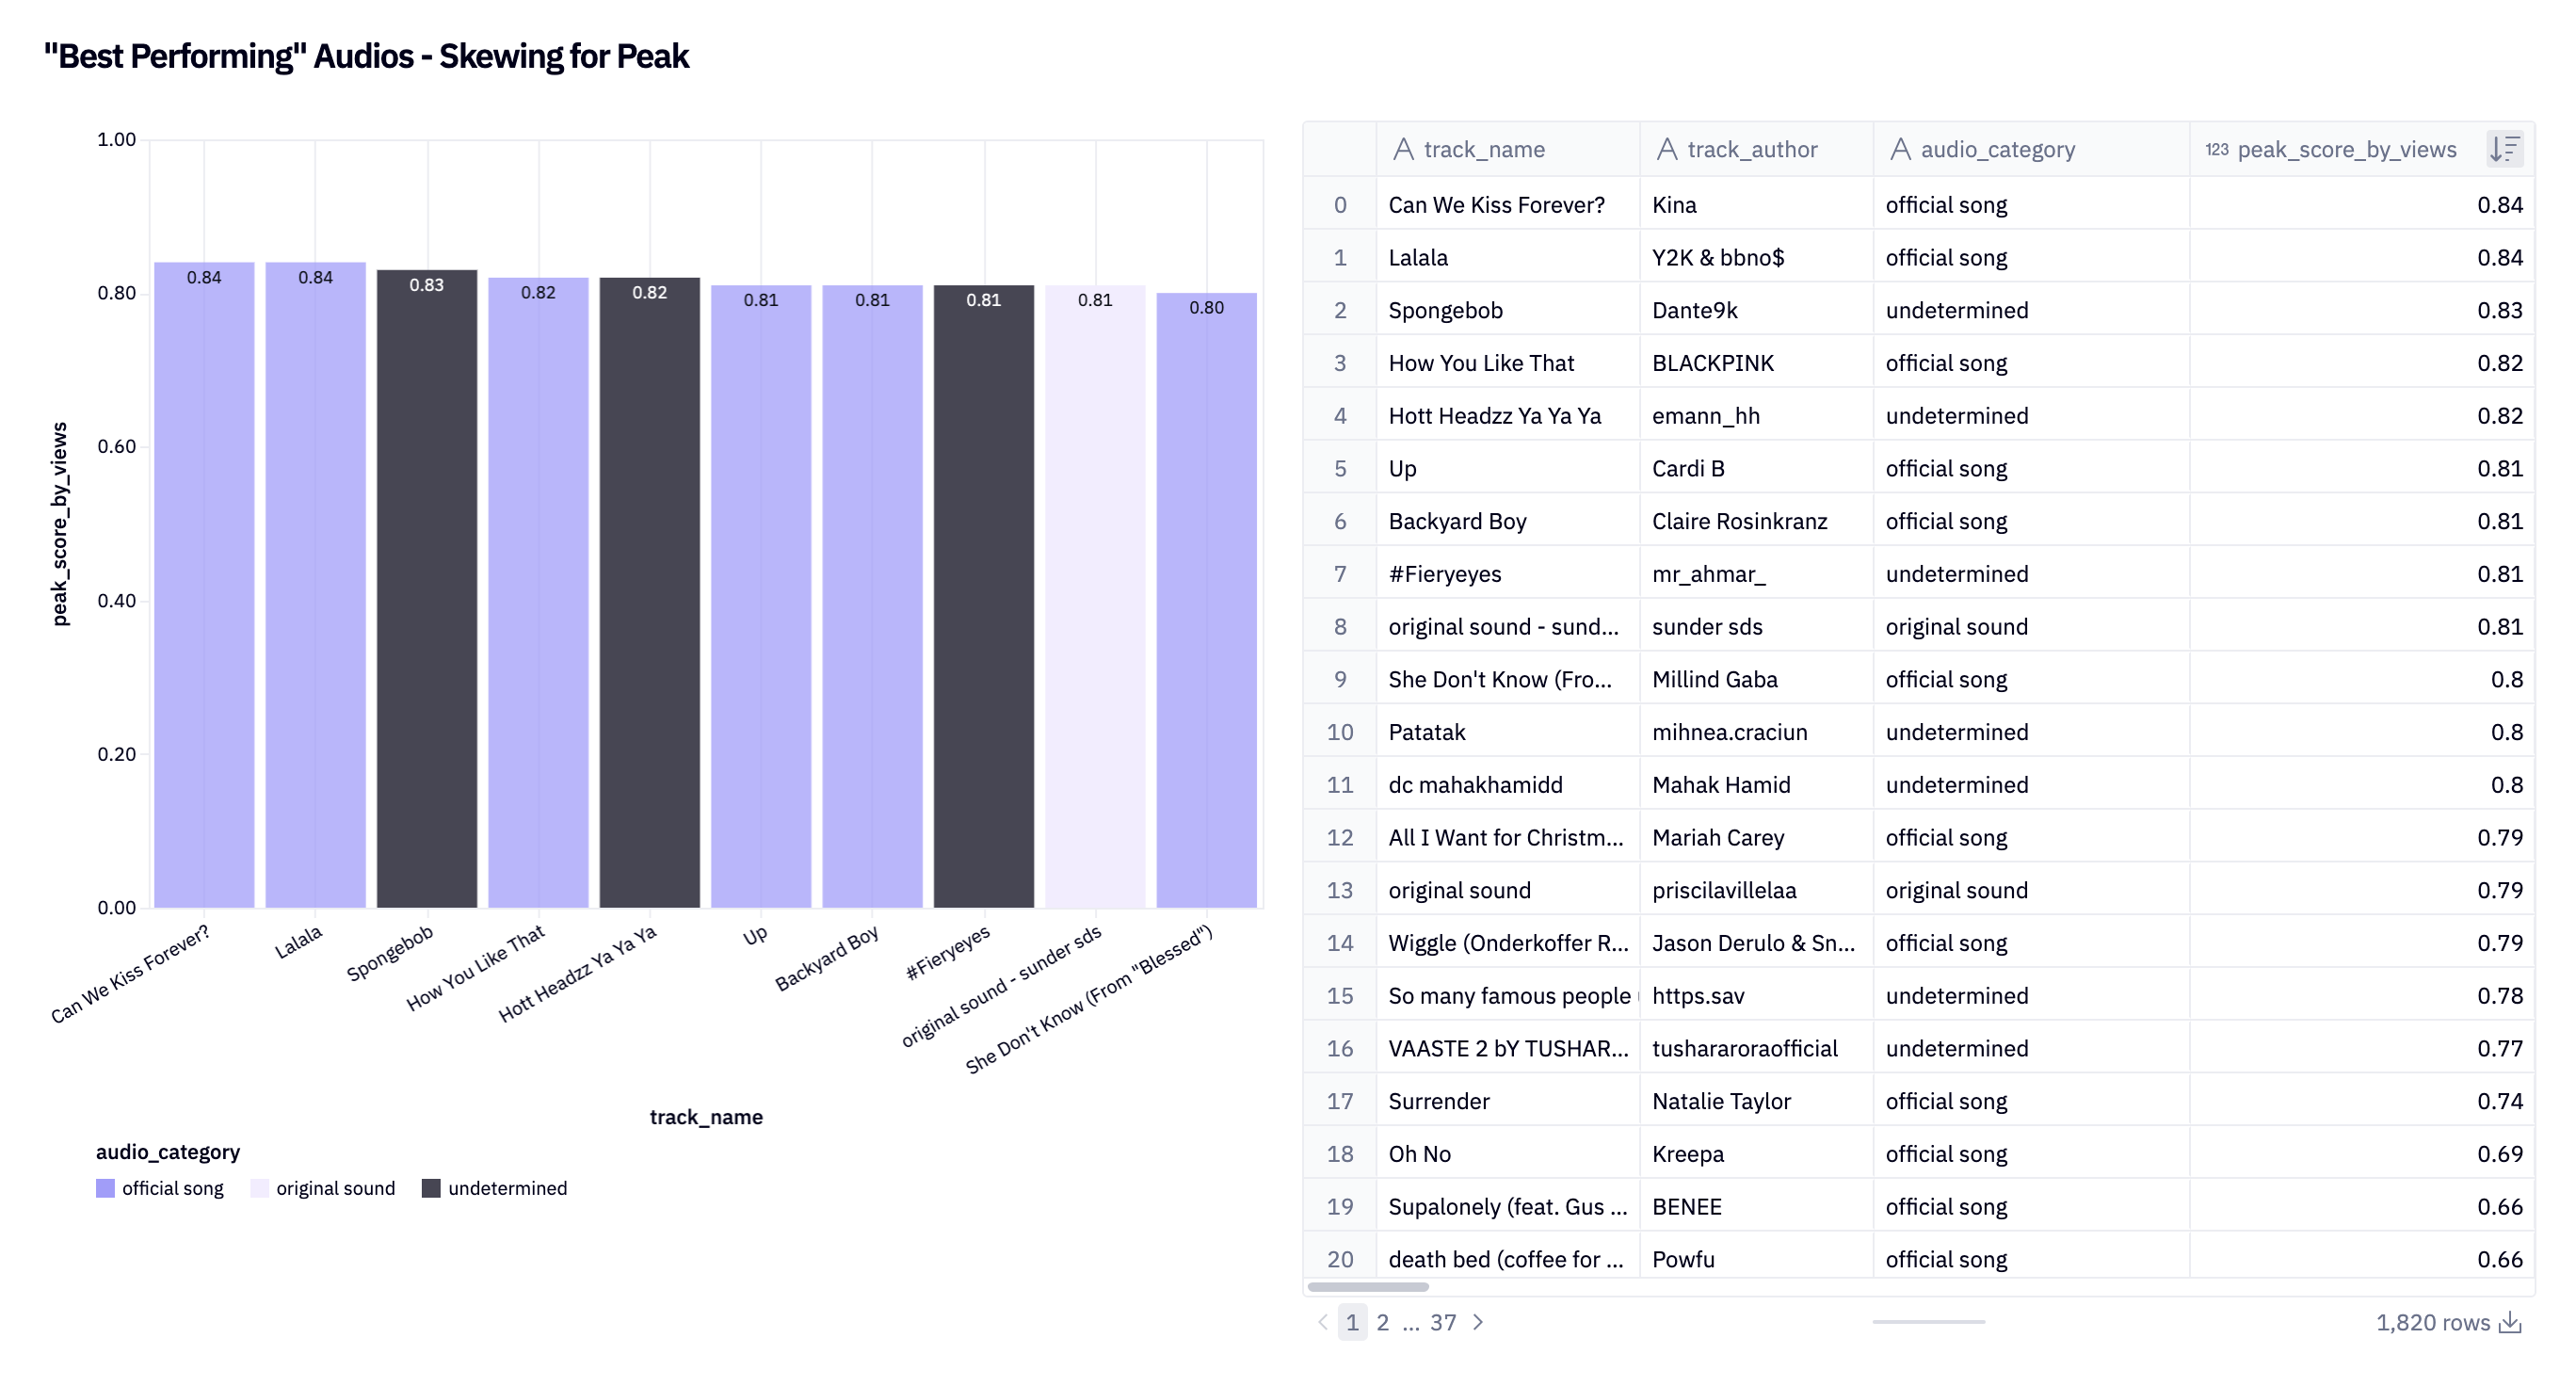 "Best Performing" Audios - Skewing for Peak
1.00
0.80
0.60
0.40
0.20
0.00
peak_score_by_views
0.84
0.84
0.83
0.82
0.82
0.81
0.81
0.81
0.81
0.80
Can We Kiss Forever?
Lalala
Spongebob
How You Like That
Hott Headzz Ya Ya Ya
Up
Backyard Boy
#Fieryeyes
original sound - sunder sds
She Don't Know (From "Blessed")
track_name
audio_category
official song original sound undetermined
track_name track_author audio_category 123 peak_score_by_views
0 Can We Kiss Forever? Kina official song 0.84
1 Lalala Y2K & bbno$ official song 0.84
2 Spongebob Dante9k undetermined 0.83
3 How You Like That BLACKPINK official song 0.82
4 Hott Headzz Ya Ya Ya emann_hh undetermined 0.82
5 Up Cardi B official song 0.81
6 Backyard Boy Claire Rosinkranz official song 0.81
7 #Fieryeyes mr_ahmar_ undetermined 0.81
8 original sound - sund... sunder sds original sound 0.81
9 She Don't Know (Fro... Millind Gaba official song 0.8
10 Patatak mihnea.craciun undetermined 0.8
11 dc mahakhamidd Mahak Hamid undetermined 0.8
12 All I Want for Christm... Mariah Carey official song 0.79
13 original sound priscilavillelaa original sound 0.79
14 Wiggle (Onderkoffer R... Jason Derulo & Sn... official song 0.79
15 So many famous people https.sav undetermined 0.78
16 VAASTE 2 bY TUSHAR... tushararoraofficial undetermined 0.77
17 Surrender Natalie Taylor official song 0.74
18 Oh No Kreepa official song 0.69
19 Supalonely (feat. Gus ... BENEE official song 0.66
20 death bed (coffee for ... Powfu official song 0.66
1 2 ... 37
1,820 rows